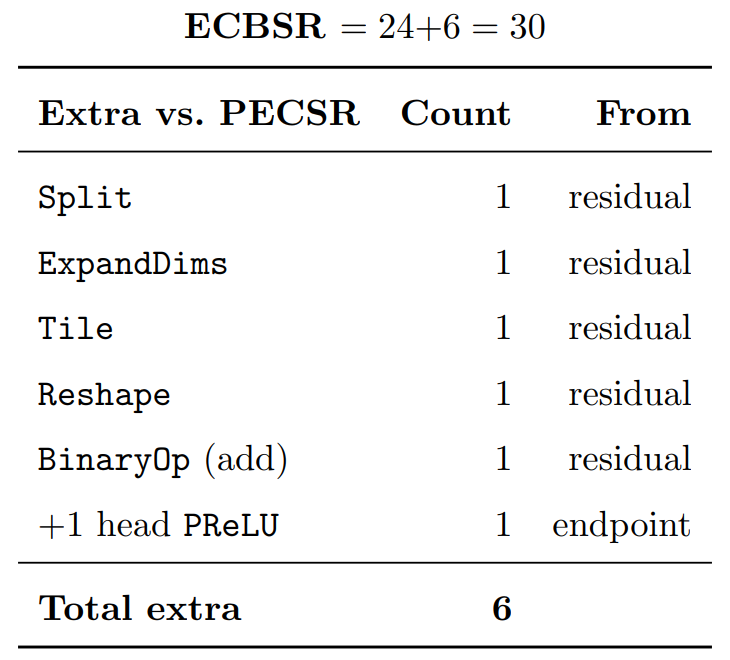 ECBSR = 24+6 = 30
Extra vs. PECSR Count From
Split 1 residual
ExpandDims 1 residual
Tile 1 residual
Reshape 1 residual
BinaryOp (add) 1 residual
+1 head PReLU 1 endpoint
Total extra 6